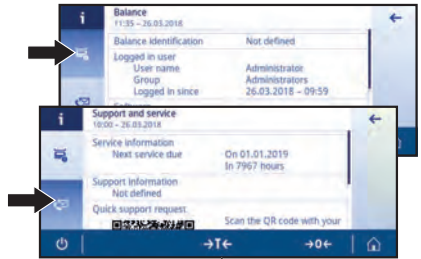 Balance
11:35 – 26.03.2018
Balance identification Not defined
Logged in user
User name Administrator
Group Administrators
Logged in since 26.03.2018 – 09:59
Support and service
10:00 – 26.03.2018
Service information
Next service due On 01.01.2019
In 7967 hours
Support information
Not defined
Quick support request
Scan the QR code with your
→T←
→0←